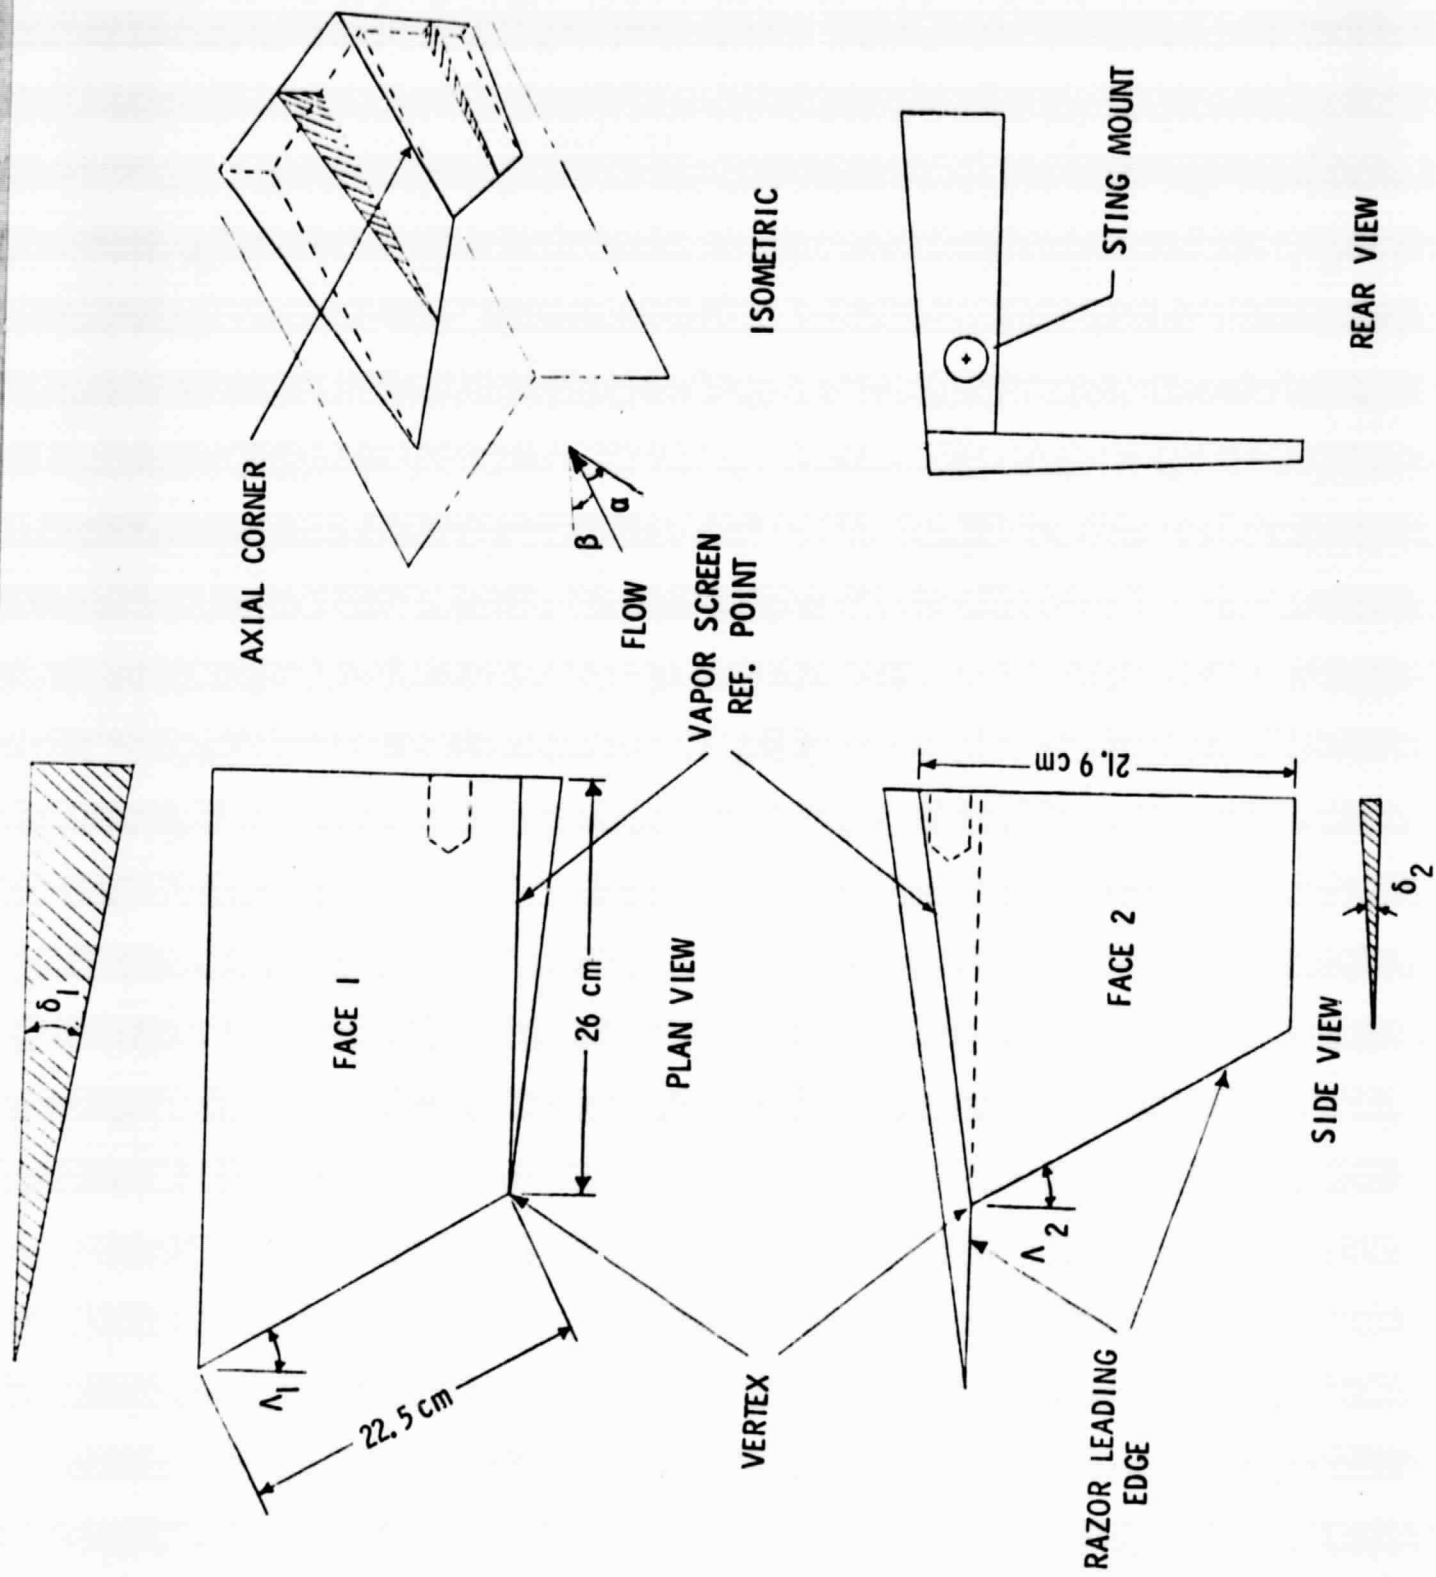 δ1
FACE 1
Λ1
22.5 cm
26 cm
PLAN VIEW
AXIAL CORNER
β
α
FLOW
ISOMETRIC
VAPOR SCREEN
REF. POINT
VERTEX
RAZOR LEADING
EDGE
Λ2
FACE 2
21.9 cm
SIDE VIEW
δ2
STING MOUNT
REAR VIEW